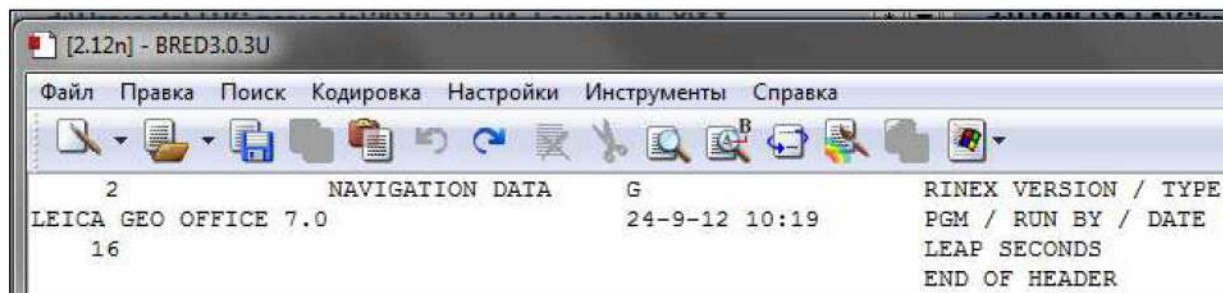 [2.12n] - BRED3.0.3U
Файл Правка Поиск Кодировка Настройки Инструменты Справка
2 NAVIGATION DATA G RINEX VERSION / TYPE
LEICA GEO OFFICE 7.0 24-9-12 10:19 PGM / RUN BY / DATE
16 LEAP SECONDS
END OF HEADER